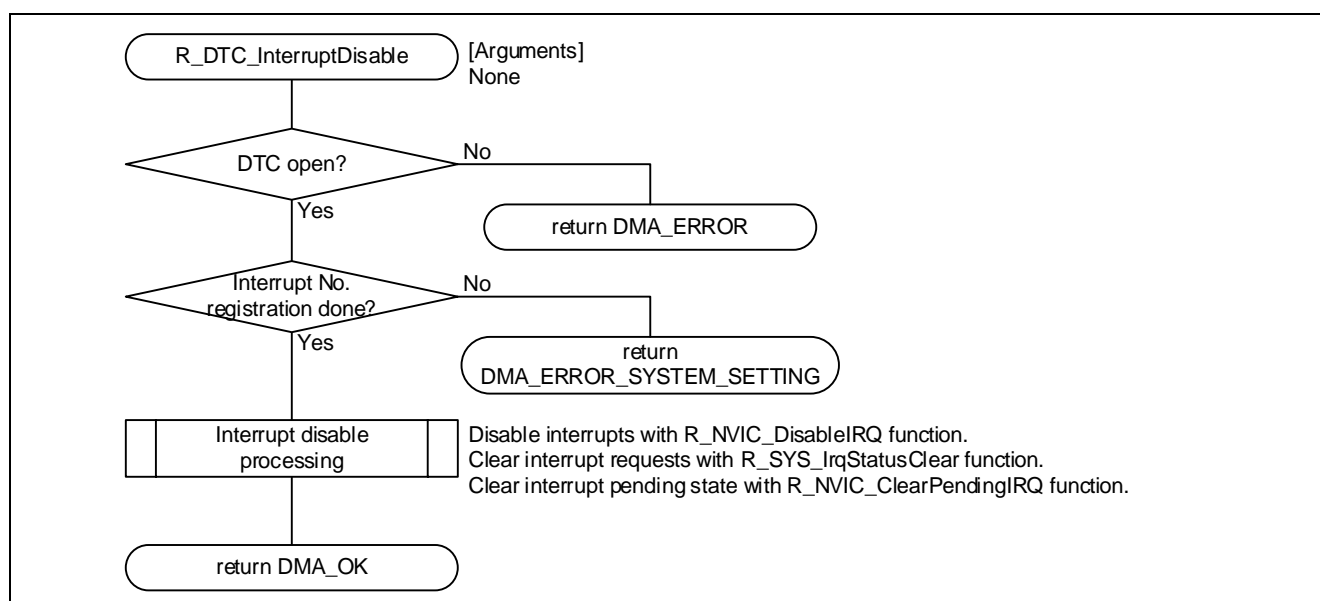 R_DTC_InterruptDisable
[Arguments]
None
DTC open?
No
Yes
return DMA_ERROR
Interrupt No.
registration done?
No
Yes
return
DMA_ERROR_SYSTEM_SETTING
Interrupt disable
processing
Disable interrupts with R_NVIC_DisableIRQ function.
Clear interrupt requests with R_SYS_IrqStatusClear function.
Clear interrupt pending state with R_NVIC_ClearPendingIRQ function.
return DMA_OK